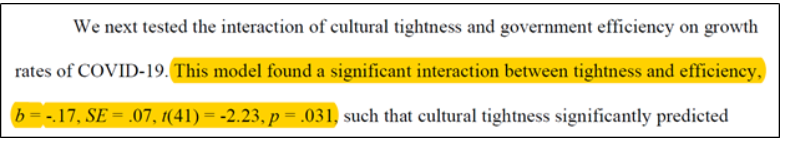 We next tested the interaction of cultural tightness and government efficiency on growth
rates of COVID-19. This model found a significant interaction between tightness and efficiency,
b = -.17, SE = .07, t(41) = -2.23, p = .031, such that cultural tightness significantly predicted